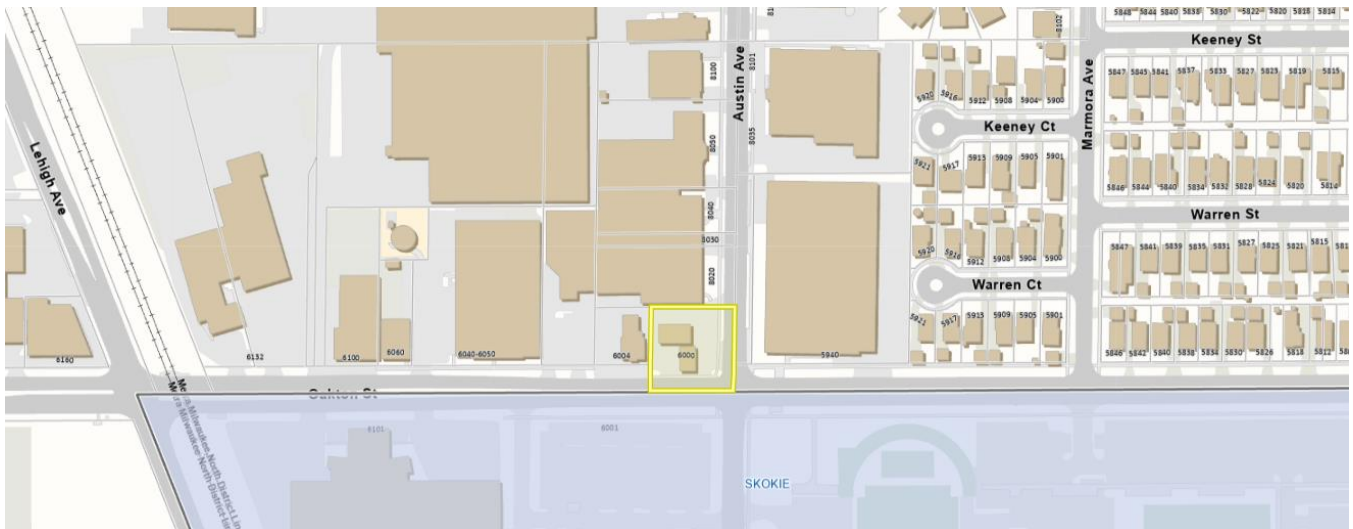 5848 5844 5840 5838 5830 5822 5820 5818 5814
8102
Keeney St
8101
Austin Ave
Marmora Ave
8100
5847 5845 5841 5837 5833 5827 5825 5819 5815
5920 5916 5912 5908 5904 5900
Keeney Ct
8050
8035
Lehigh Ave
5921 5917 5913 5909 5905 5901
5846 5844 5840 5834 5832 5828 5824 5820 5814
8040
Warren St
8030
5920 5916 5912 5908 5904 5900
5847 5841 5839 5835 5831 5827 5825 5821 5815
8020
Warren Ct
5921 5917 5913 5909 5905 5901
6160 6132 6100 6060 6040-6050 6004 6000 5940
5846 5842 5840 5838 5834 5830 5826 5818 5812
Oakton St
8101
8001
SKOKIE